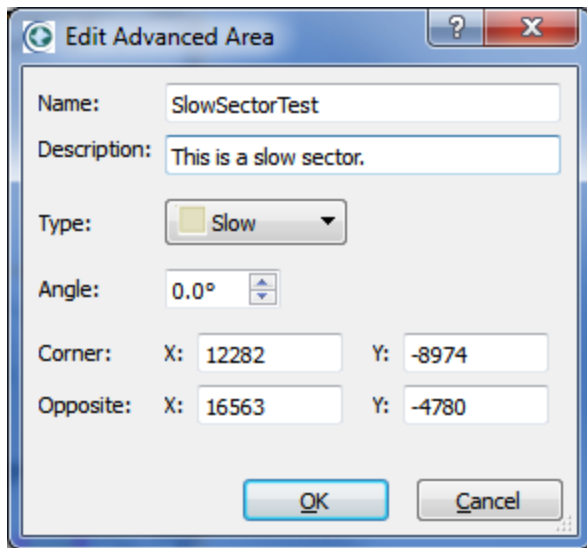 Edit Advanced Area
?
X
Name: SlowSectorTest
Description: This is a slow sector.
Type: Slow
Angle: 0.0°
Corner: X: 12282 Y: -8974
Opposite: X: 16563 Y: -4780
OK Cancel